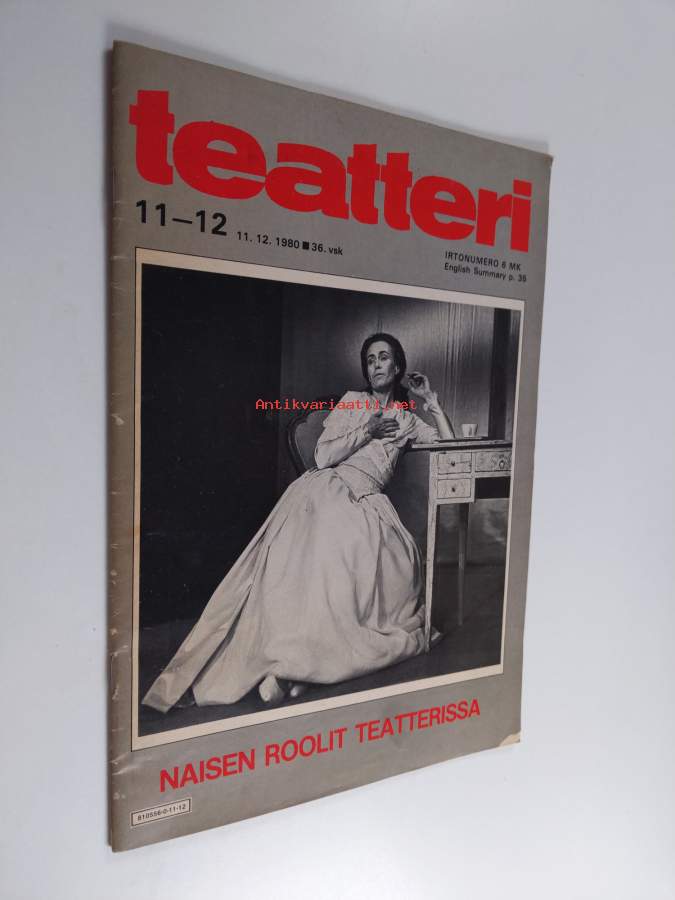 teatteri
11–12 11. 12. 1980 ■ 36. vsk
IRTONUMERO 6 MK
English Summary p. 35
Antikvariaatti.net
NAISEN ROOLIT TEATTERISSA
810556-0-11-12